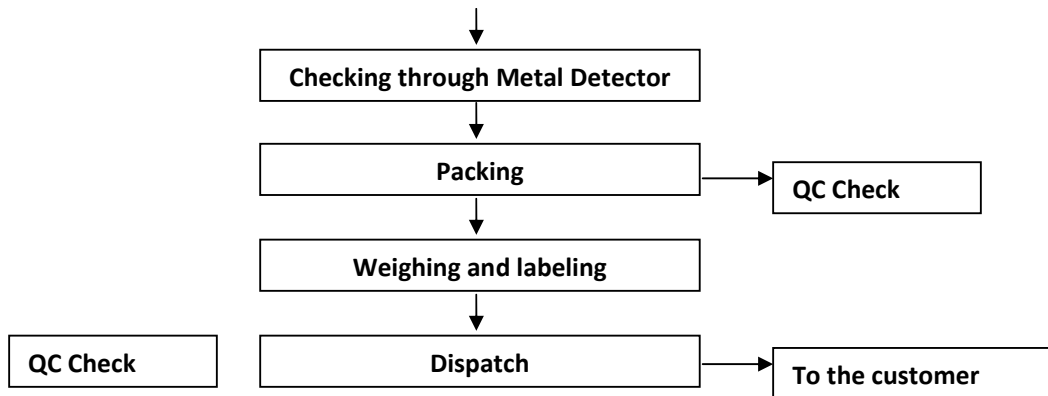 Checking through Metal Detector
Packing
QC Check
Weighing and labeling
QC Check
Dispatch
To the customer